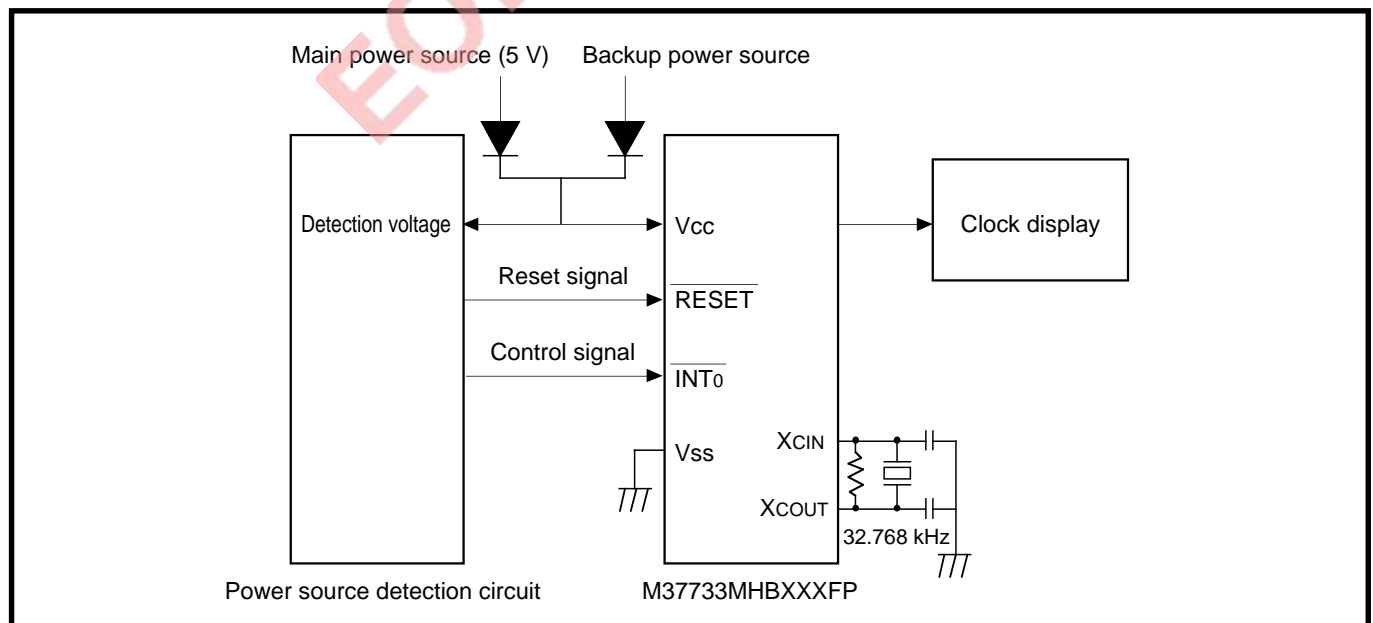 Main power source (5 V)
Backup power source
Detection voltage
Vcc
Clock display
Reset signal
RESET
Control signal
INT0
XCIN
Vss
XCOUT
32.768 kHz
Power source detection circuit
M37733MHBXXXFP